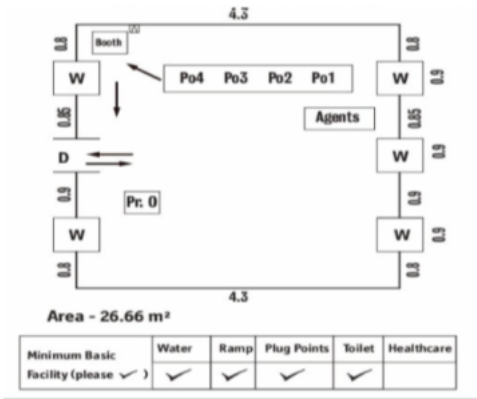 4.3
0.8 Booth W 0.8
W Po4 Po3 Po2 Po1 W 0.9
0.85 Agents 0.85
D W 0.9
0.9 Pr. O 0.9
W W 0.9
0.8 0.8
4.3
Area - 26.66 m²
Minimum Basic Water Ramp Plug Points Toilet Healthcare
Facility (please ✓) ✓ ✓ ✓ ✓